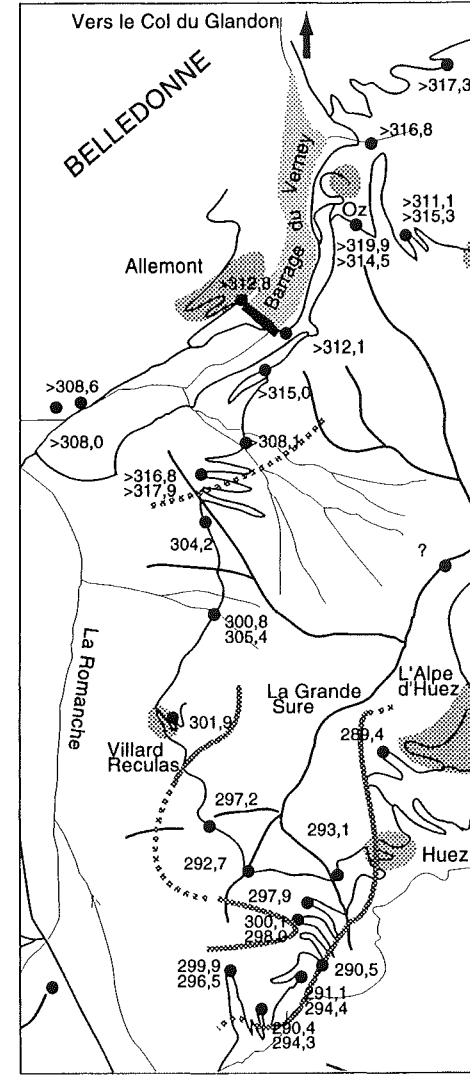 Vers le Col du Glandon
BELLEDONNE
>317,3
>316,8
Barrage du Verney
Oz
>311,1
>315,3
>319,9
>314,5
Allemont
>312,8
>312,1
>308,6
>315,0
>308,0
>308,1
>316,8
>317,9
304,2
?
300,8
305,4
La Romanche
L'Alpe
d'Huez
La Grande
Sure
301,9
289,4
Villard
Reculas
297,2
293,1
292,7
Huez
297,9
300,1
298,0
299,9
296,5
290,5
291,1
294,4
290,4
294,3